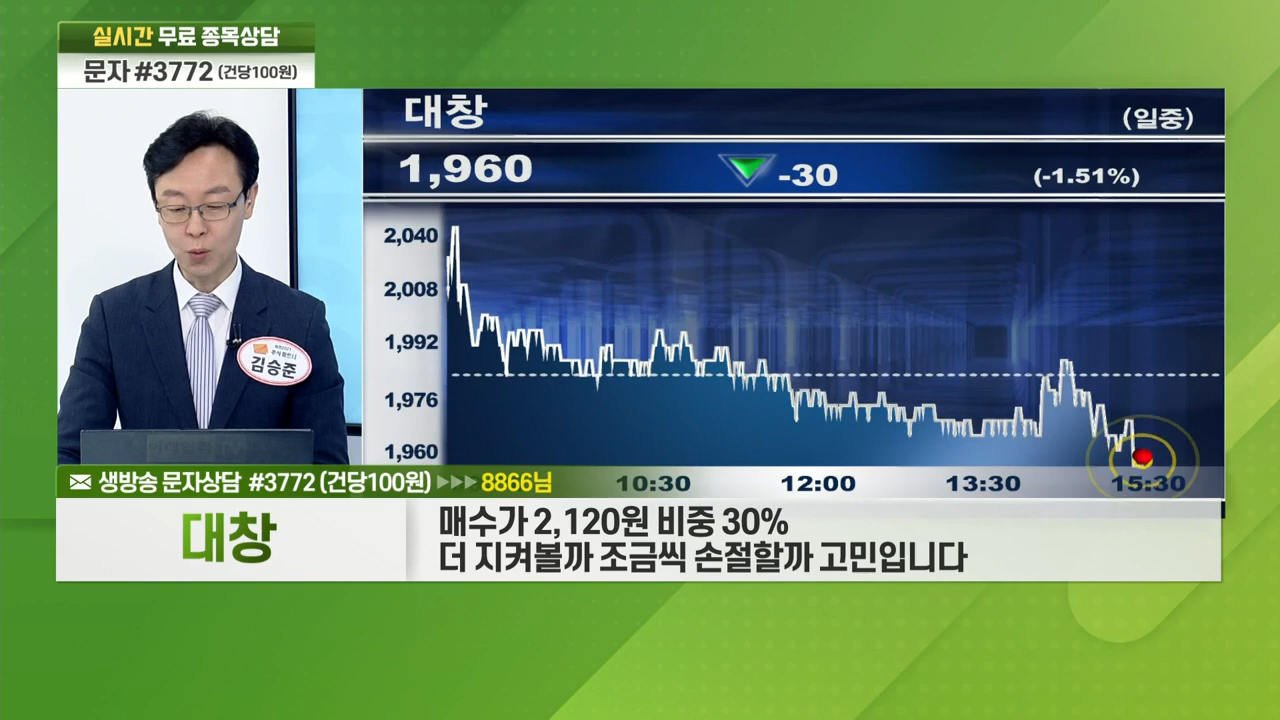 실시간 무료 종목상담
문자 #3772 (건당100원)
대창
(일중)
1,960
-30
(-1.51%)
2,040
2,008
1,992
1,976
1,960
10:30
12:00
13:30
15:30
김승준
생방송 문자상담 #3772 (건당100원) ▶▶▶ 8866님
대창
매수가 2,120원 비중 30%
더 지켜볼까 조금씩 손절할까 고민입니다